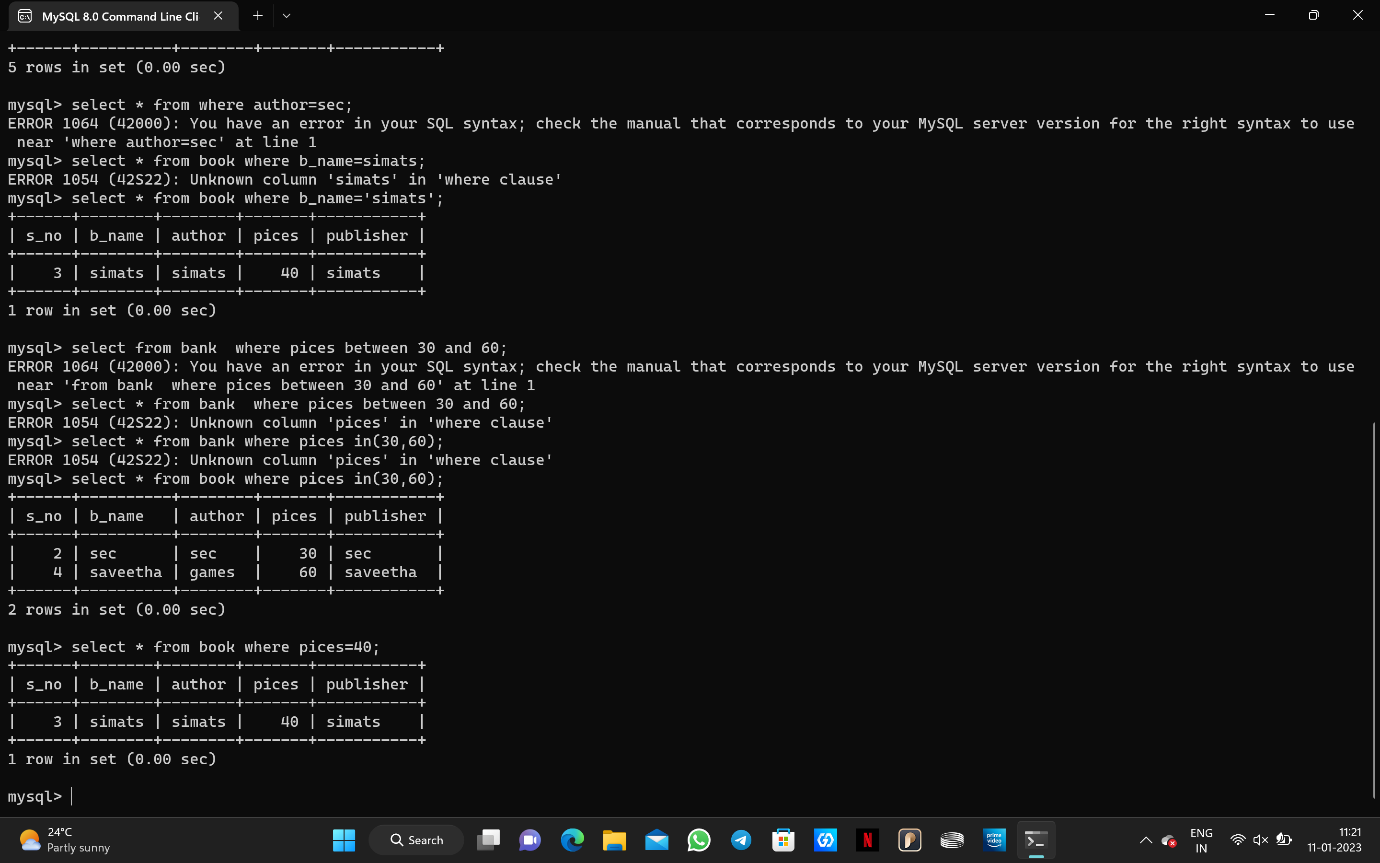 MySQL 8.0 Command Line Cli
+------+----------+--------+-------+-----------+
5 rows in set (0.00 sec)
mysql> select * from where author=sec;
ERROR 1064 (42000): You have an error in your SQL syntax; check the manual that corresponds to your MySQL server version for the right syntax to use
 near 'where author=sec' at line 1
mysql> select * from book where b_name=simats;
ERROR 1054 (42S22): Unknown column 'simats' in 'where clause'
mysql> select * from book where b_name='simats';
+------+--------+--------+-------+-----------+
| s_no | b_name | author | pices | publisher |
+------+--------+--------+-------+-----------+
|    3 | simats | simats |    40 | simats    |
+------+--------+--------+-------+-----------+
1 row in set (0.00 sec)
mysql> select from bank  where pices between 30 and 60;
ERROR 1064 (42000): You have an error in your SQL syntax; check the manual that corresponds to your MySQL server version for the right syntax to use
 near 'from bank  where pices between 30 and 60' at line 1
mysql> select * from bank  where pices between 30 and 60;
ERROR 1054 (42S22): Unknown column 'pices' in 'where clause'
mysql> select * from bank where pices in(30,60);
ERROR 1054 (42S22): Unknown column 'pices' in 'where clause'
mysql> select * from book where pices in(30,60);
+------+----------+--------+-------+-----------+
| s_no | b_name   | author | pices | publisher |
+------+----------+--------+-------+-----------+
|    2 | sec      | sec    |    30 | sec       |
|    4 | saveetha | games  |    60 | saveetha  |
+------+----------+--------+-------+-----------+
2 rows in set (0.00 sec)
mysql> select * from book where pices=40;
+------+--------+--------+-------+-----------+
| s_no | b_name | author | pices | publisher |
+------+--------+--------+-------+-----------+
|    3 | simats | simats |    40 | simats    |
+------+--------+--------+-------+-----------+
1 row in set (0.00 sec)
mysql>
24°C
Partly sunny
Search
N
prime video
ENG
IN
11:21
11-01-2023